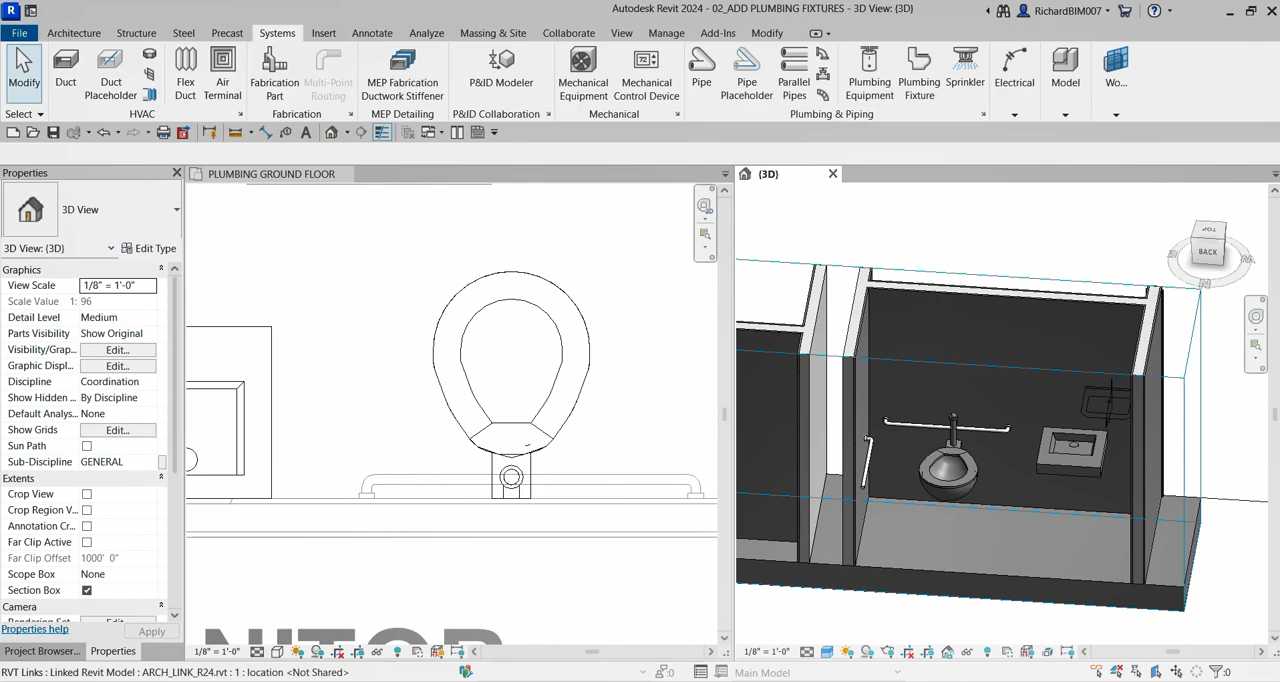 Autodesk Revit 2024 - 02_ADD PLUMBING FIXTURES - 3D View: {3D}
RichardBIM007
File Architecture Structure Steel Precast Systems Insert Annotate Analyze Massing & Site Collaborate View Manage Add-Ins Modify
Modify
Duct
Duct Placeholder
Flex Duct
Air Terminal
Fabrication Part
Multi-Point Routing
MEP Fabrication Ductwork Stiffener
P&ID Modeler
Mechanical Equipment
Mechanical Control Device
Pipe
Pipe Placeholder
Parallel Pipes
Plumbing Equipment
Plumbing Fixture
Sprinkler
Electrical
Model
Wo...
Select
HVAC
Fabrication
MEP Detailing
P&ID Collaboration
Mechanical
Plumbing & Piping
Properties
PLUMBING GROUND FLOOR
{3D}
3D View
3D View: {3D}
Edit Type
Graphics
View Scale 1/8" = 1'-0"
Scale Value 1: 96
Detail Level Medium
Parts Visibility Show Original
Visibility/Grap... Edit...
Graphic Displ... Edit...
Discipline Coordination
Show Hidden ... By Discipline
Default Analys... None
Show Grids Edit...
Sun Path
Sub-Discipline GENERAL
Extents
Crop View
Crop Region V...
Annotation Cr...
Far Clip Active
Far Clip Offset 1000' 0"
Scope Box None
Section Box
Camera
Properties help
Apply
Project Browser...
Properties
TOP
BACK
1/8" = 1'-0"
1/8" = 1'-0"
RVT Links : Linked Revit Model : ARCH_LINK_R24.rvt : 1 : location <Not Shared>
:0
Main Model
:0